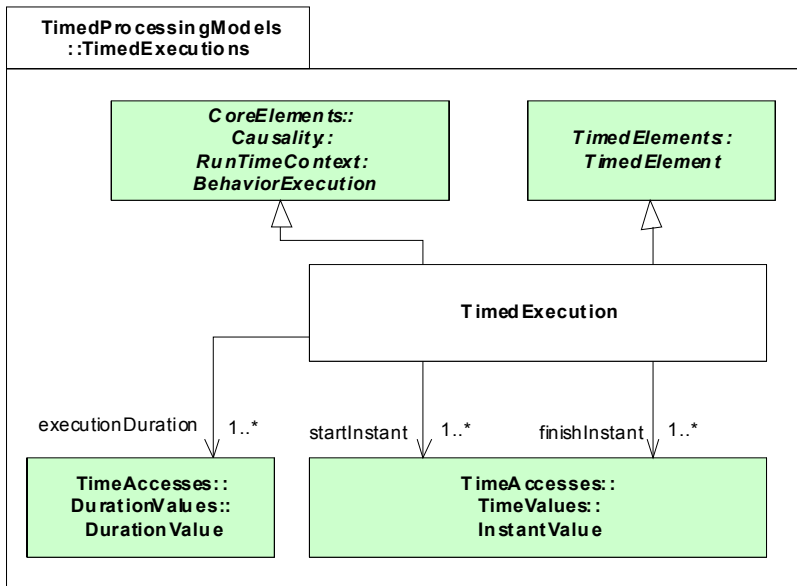 TimedProcessingModels
::TimedExecutions
CoreElements::
Causality::
RunTimeContext:
BehaviorExecution
TimedElements:
TimedElement
TimedExecution
executionDuration
1..*
startInstant
1..*
finishInstant
1..*
TimeAccesses::
DurationValues::
DurationValue
TimeAccesses::
TimeValues::
InstantValue